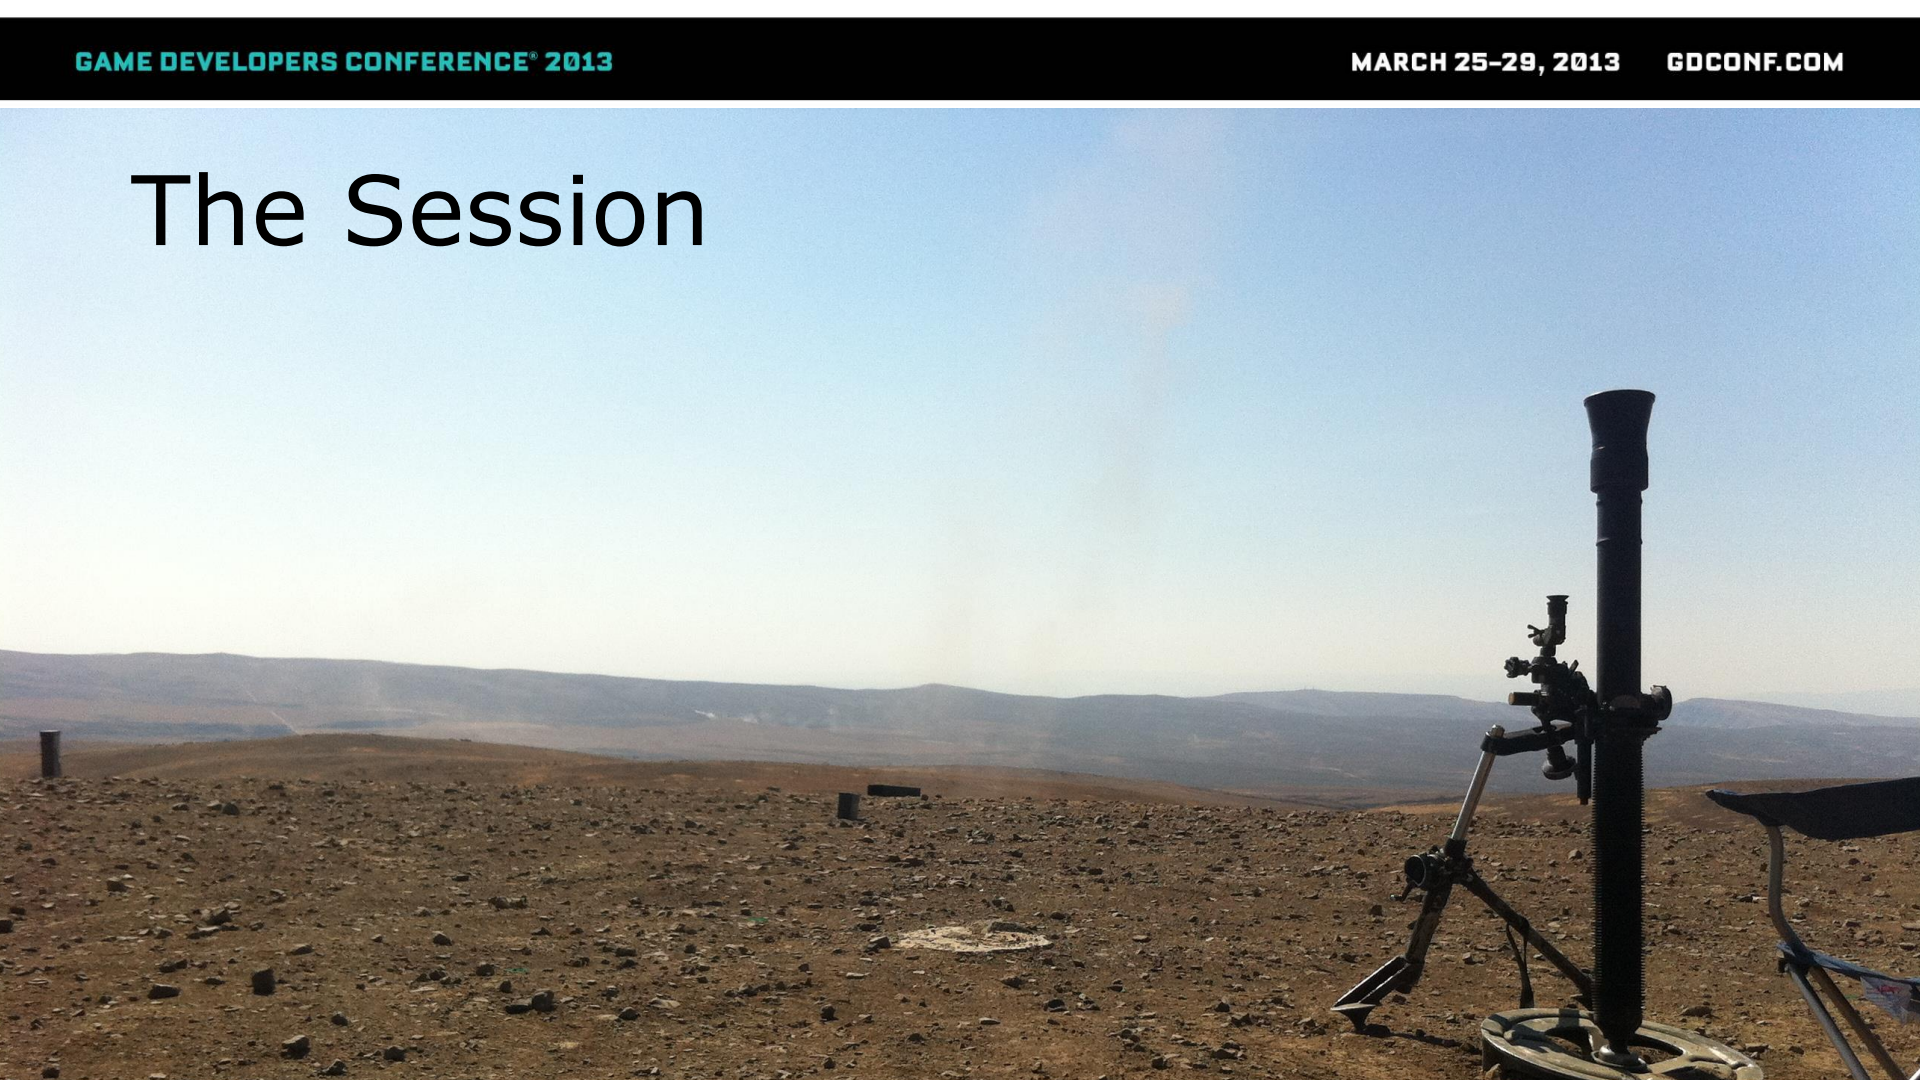 GAME DEVELOPERS CONFERENCE® 2013
MARCH 25–29, 2013 GDCONF.COM
The Session